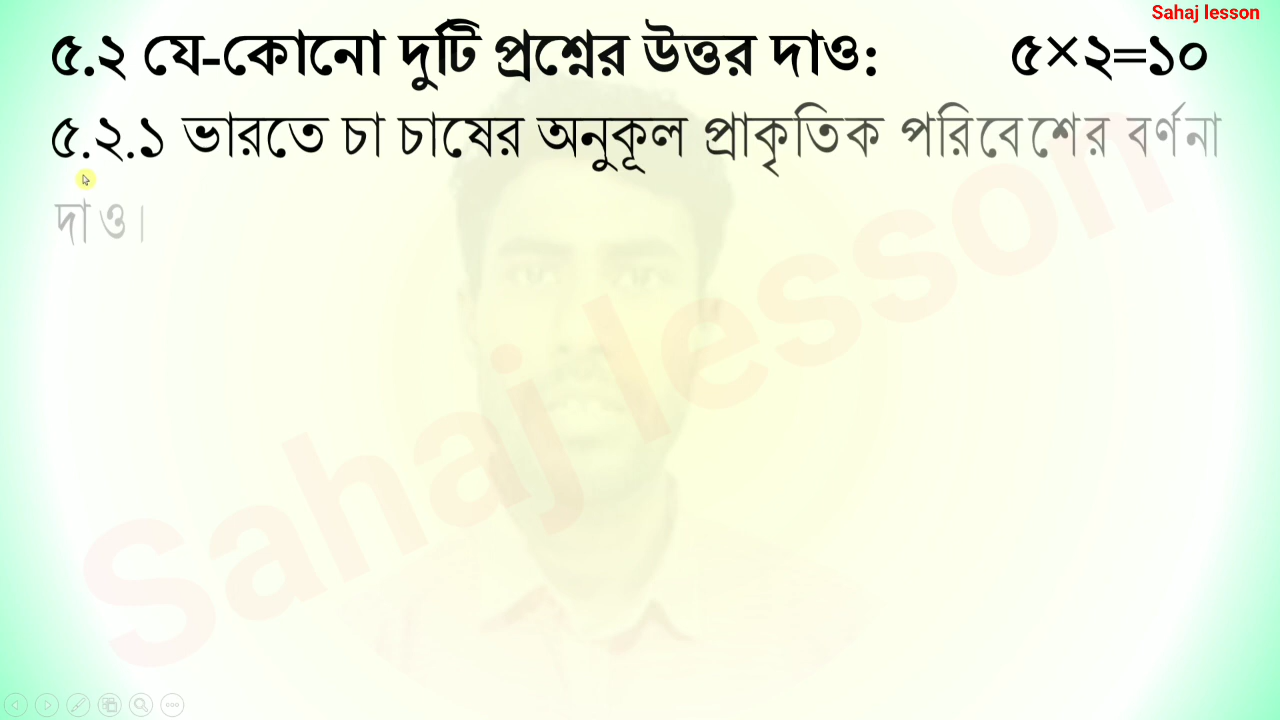 Sahaj lesson
৫.২ যে-কোনো দুটি প্রশ্নের উত্তর দাও: ৫×২=১০
৫.২.১ ভারতে চা চাষের অনুকূল প্রাকৃতিক পরিবেশের বর্ণনা
দাও।
Sahaj lesson